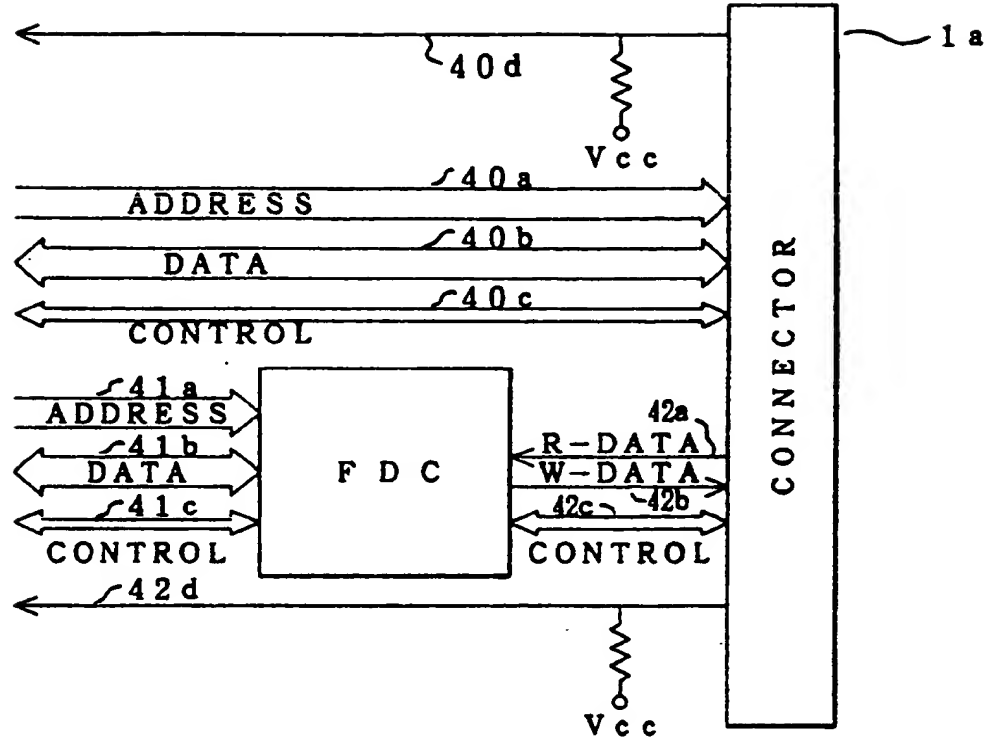 1a
40d
Vcc
40a
ADDRESS
40b
DATA
40c
CONTROL
CONNECTOR
41a
ADDRESS
41b
DATA
41c
CONTROL
FDC
42a
R-DATA
W-DATA
42b
42c
CONTROL
42d
Vcc